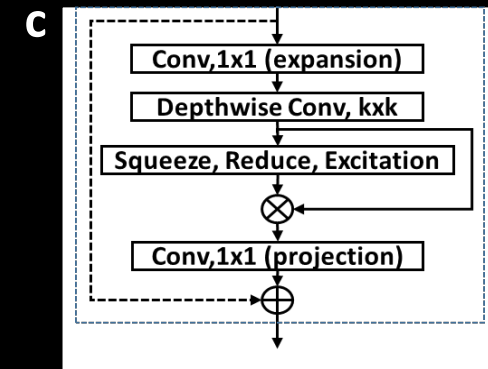 C
Conv,1x1 (expansion)
Depthwise Conv, kxk
Squeeze, Reduce, Excitation
Conv,1x1 (projection)